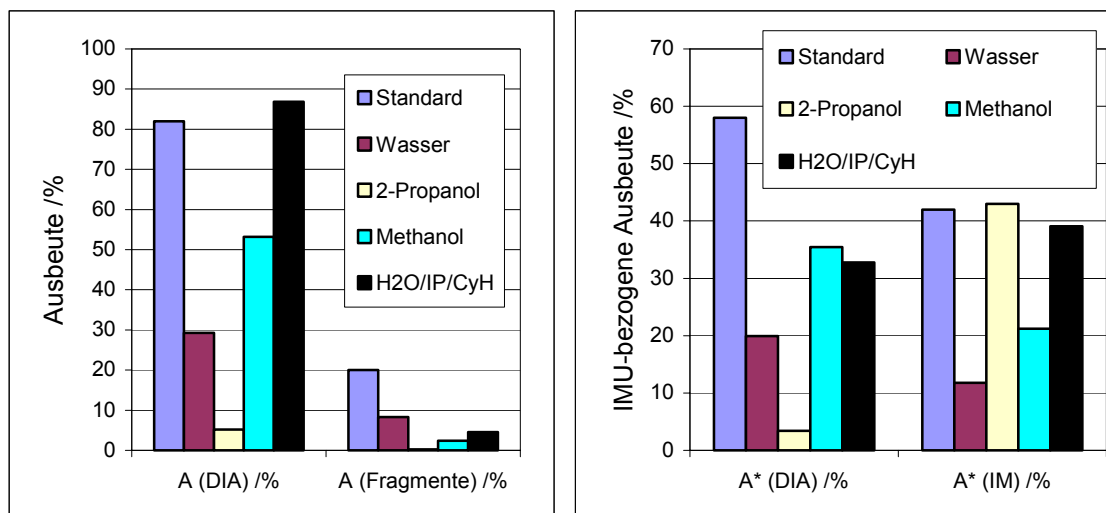 Ausbeute /%
100
90
80
70
60
50
40
30
20
10
0
Standard
Wasser
2-Propanol
Methanol
H2O/IP/CyH
A (DIA) /%
A (Fragmente) /%
IMU-bezogene Ausbeute /%
70
60
50
40
30
20
10
0
Standard
Wasser
2-Propanol
Methanol
H2O/IP/CyH
A* (DIA) /%
A* (IM) /%